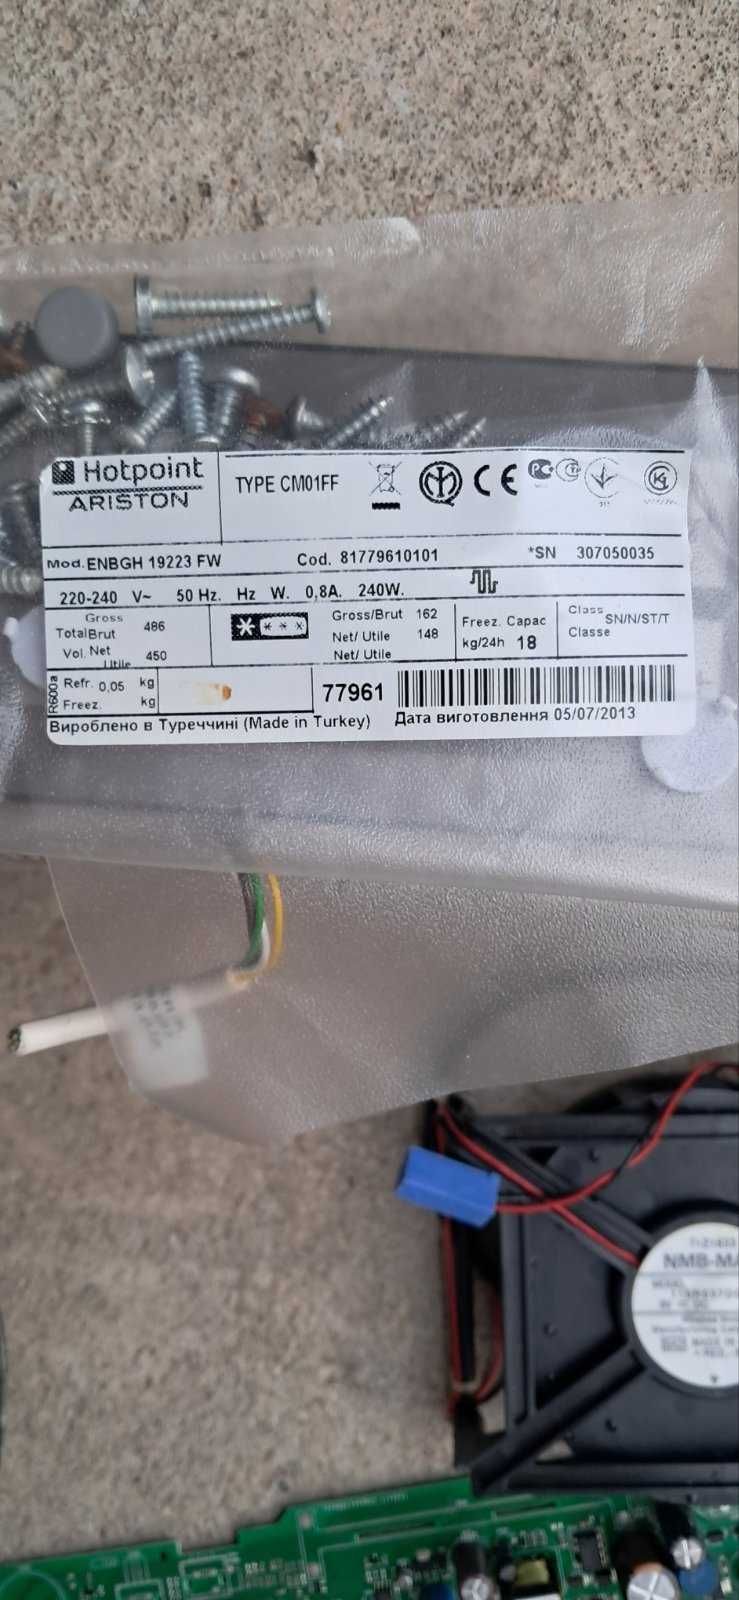 Hotpoint
ARISTON
TYPE CM01FF
CE
Mod. ENBGH 19223 FW Cod. 81779610101 *SN 307050035
220-240 V~ 50 Hz. Hz W. 0,8A. 240W.
Gross
Total Brut 486
Vol. Net 450
Utile
Gross/Brut 162
Net/ Utile 148
Net/ Utile
Freez. Capac
kg/24h 18
Class SN/N/ST/T
Classe
R600a
Refr. 0,05 kg
Freez. kg
77961
Вироблено в Туреччині (Made in Turkey) Дата виготовлення 05/07/2013
NMB-MA